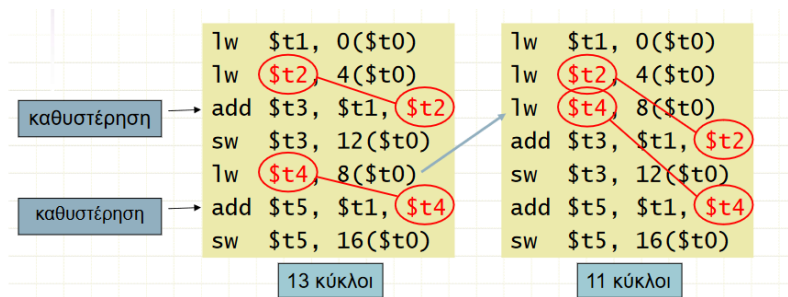 lw $t1, 0($t0)
lw $t2, 4($t0)
καθυστέρηση
add $t3, $t1, $t2
sw $t3, 12($t0)
lw $t4, 8($t0)
καθυστέρηση
add $t5, $t1, $t4
sw $t5, 16($t0)
13 κύκλοι
lw $t1, 0($t0)
lw $t2, 4($t0)
lw $t4, 8($t0)
add $t3, $t1, $t2
sw $t3, 12($t0)
add $t5, $t1, $t4
sw $t5, 16($t0)
11 κύκλοι